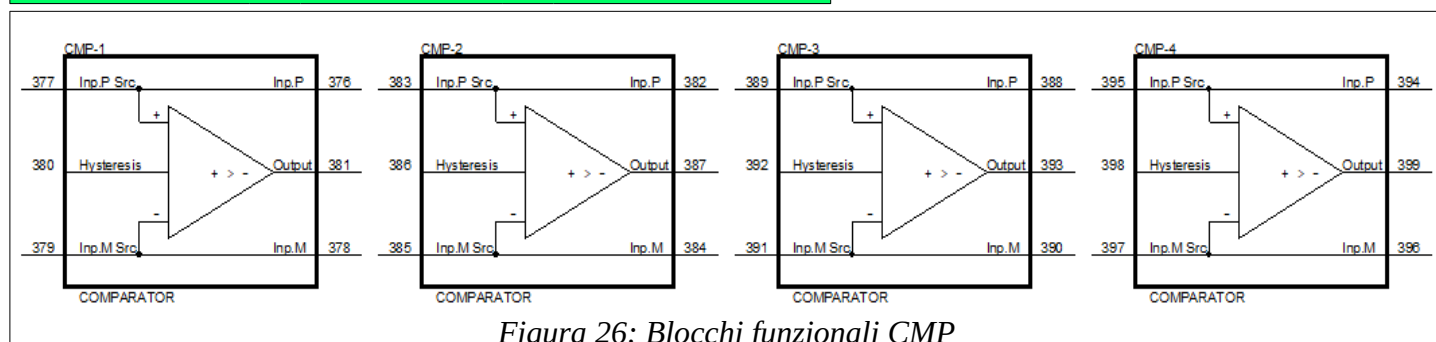 CMP-1 CMP-2 CMP-3 CMP-4
377 Inp.P Src Inp.P 376 383 Inp.P Src Inp.P 382 389 Inp.P Src Inp.P 388 395 Inp.P Src Inp.P 394
+ + + +
380 Hysteresis + > - Output 381 386 Hysteresis + > - Output 387 392 Hysteresis + > - Output 393 398 Hysteresis + > - Output 399
- - - -
379 Inp.M Src Inp.M 378 385 Inp.M Src Inp.M 384 391 Inp.M Src Inp.M 390 397 Inp.M Src Inp.M 396
COMPARATOR COMPARATOR COMPARATOR COMPARATOR
Figura 26: Blocchi funzionali CMP